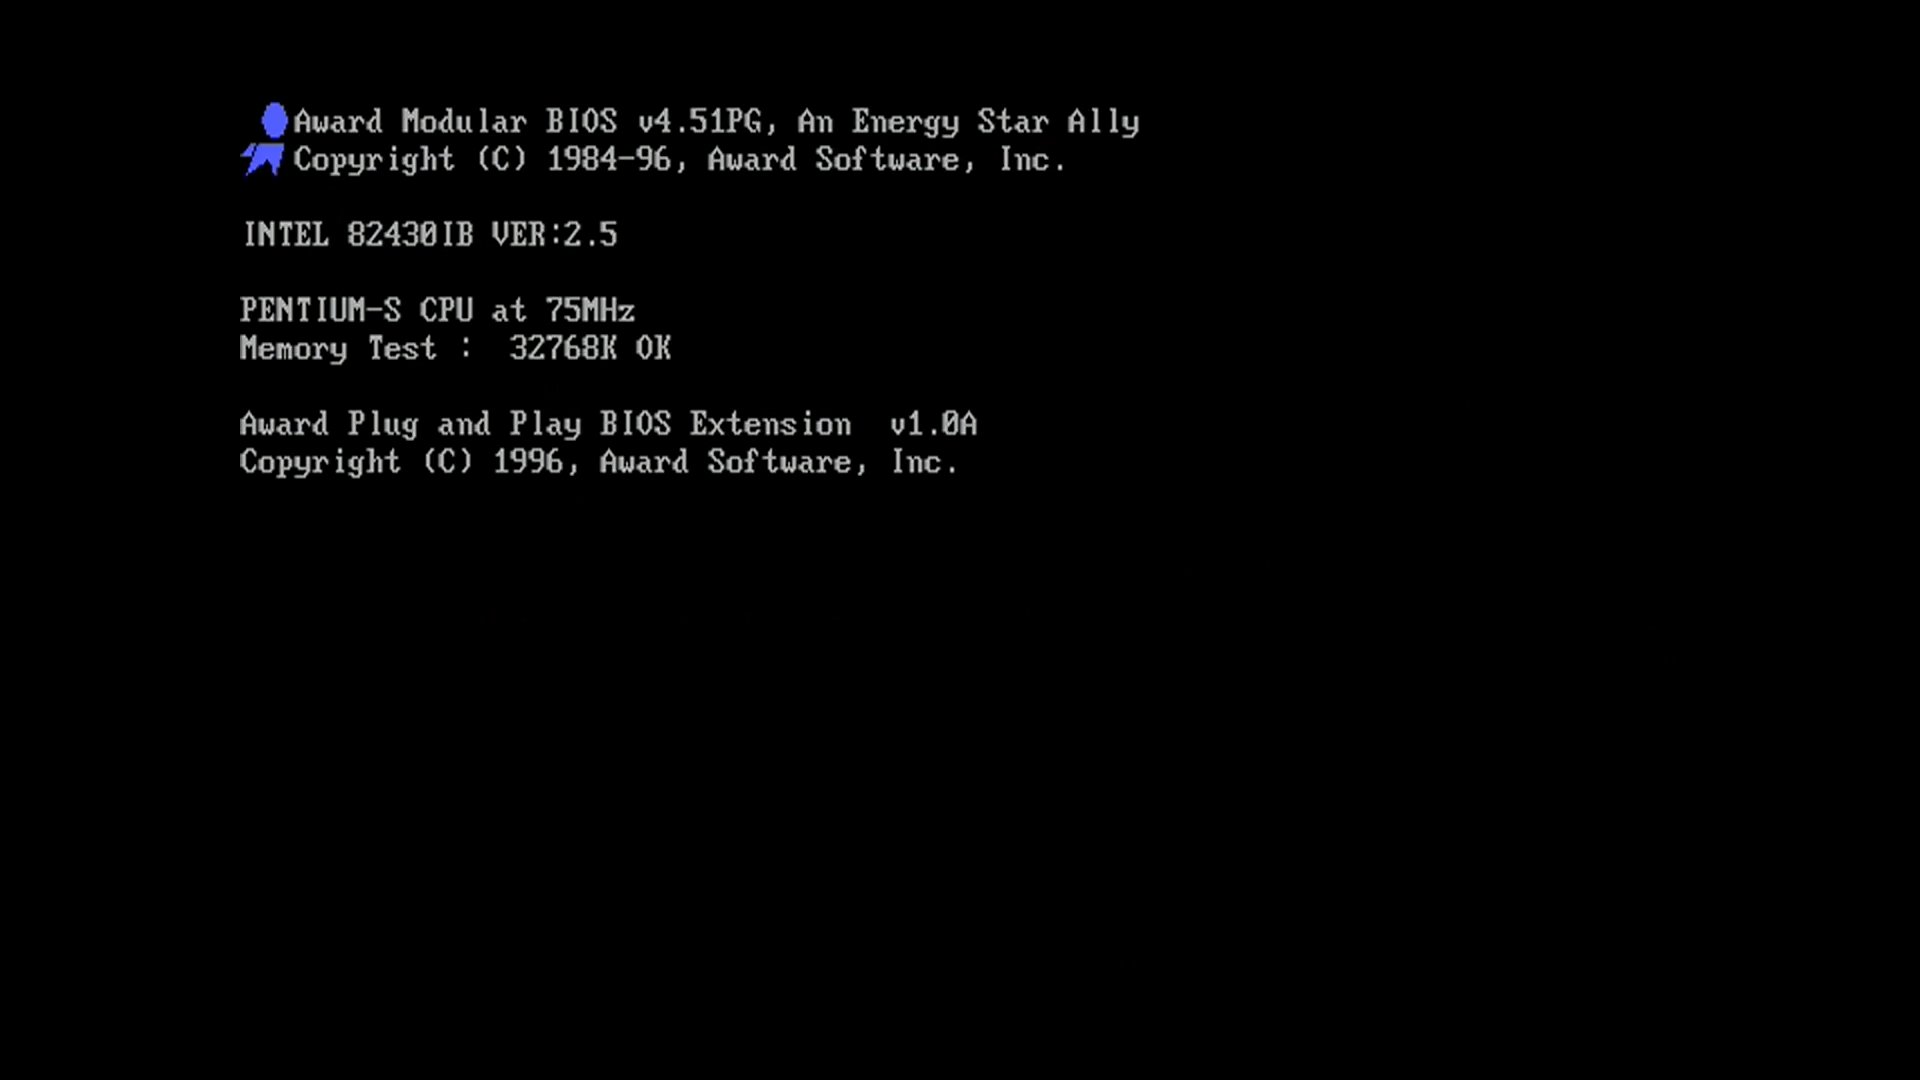 Award Modular BIOS v4.51PG, An Energy Star Ally
Copyright (C) 1984-96, Award Software, Inc.
INTEL 82430IB VER:2.5
PENTIUM-S CPU at 75MHz
Memory Test :  32768K OK
Award Plug and Play BIOS Extension  v1.0A
Copyright (C) 1996, Award Software, Inc.